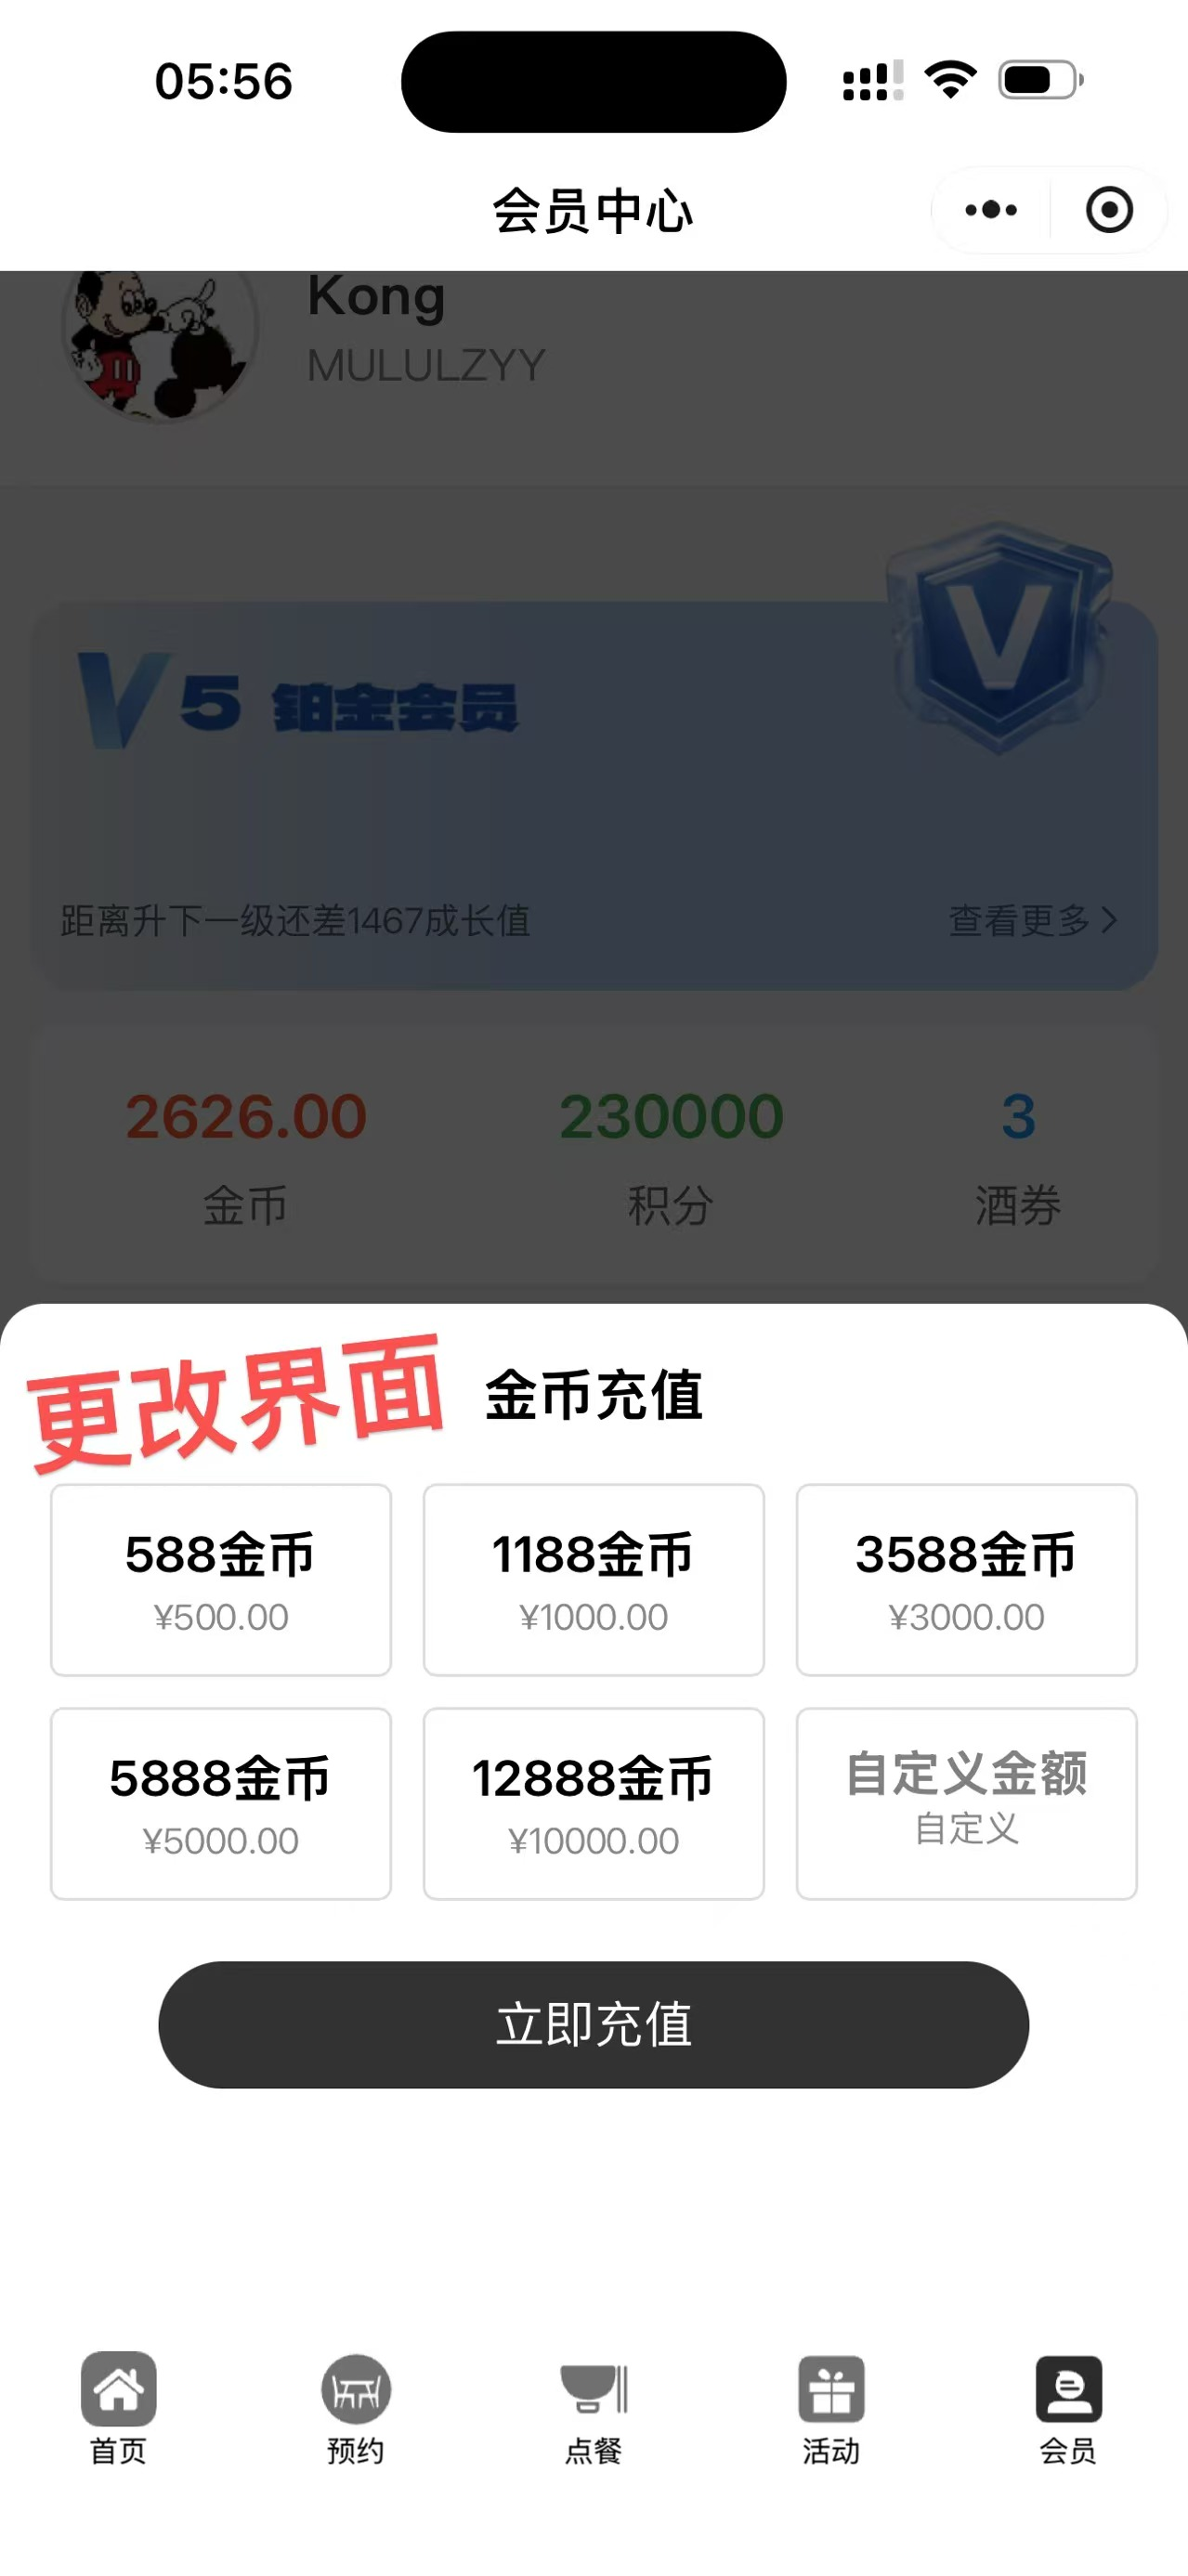 05:56
会员中心
Kong
MULULZYY
V5 铂金会员
V
距离升下一级还差1467成长值
查看更多
2626.00
230000
3
金币
积分
酒券
更改界面
金币充值
588金币
1188金币
3588金币
¥500.00
¥1000.00
¥3000.00
5888金币
12888金币
自定义金额
¥5000.00
¥10000.00
自定义
立即充值
首页
预约
点餐
活动
会员